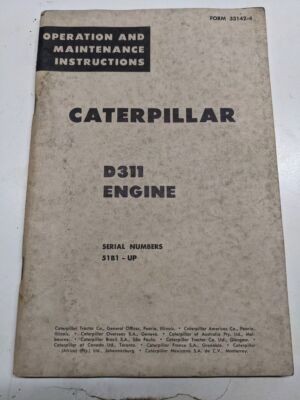 FORM 33142-4
OPERATION AND
MAINTENANCE
INSTRUCTIONS
CATERPILLAR
D311
ENGINE
SERIAL NUMBERS
51B1 - UP
Caterpillar Tractor Co., General Offices, Peoria, Illinois. • Caterpillar Americas Co., Peoria,
Illinois. • Caterpillar Overseas S.A., Geneva. • Caterpillar of Australia Pty. Ltd., Mel-
bourne. • Caterpillar Brasil S.A., São Paulo. • Caterpillar Tractor Co. Ltd., Glasgow. •
Caterpillar of Canada Ltd., Toronto. • Caterpillar France S.A., Grenoble. • Caterpillar
(Africa) (Pty.) Ltd., Johannesburg. • Caterpillar Mexicana S.A. de C.V., Monterrey.